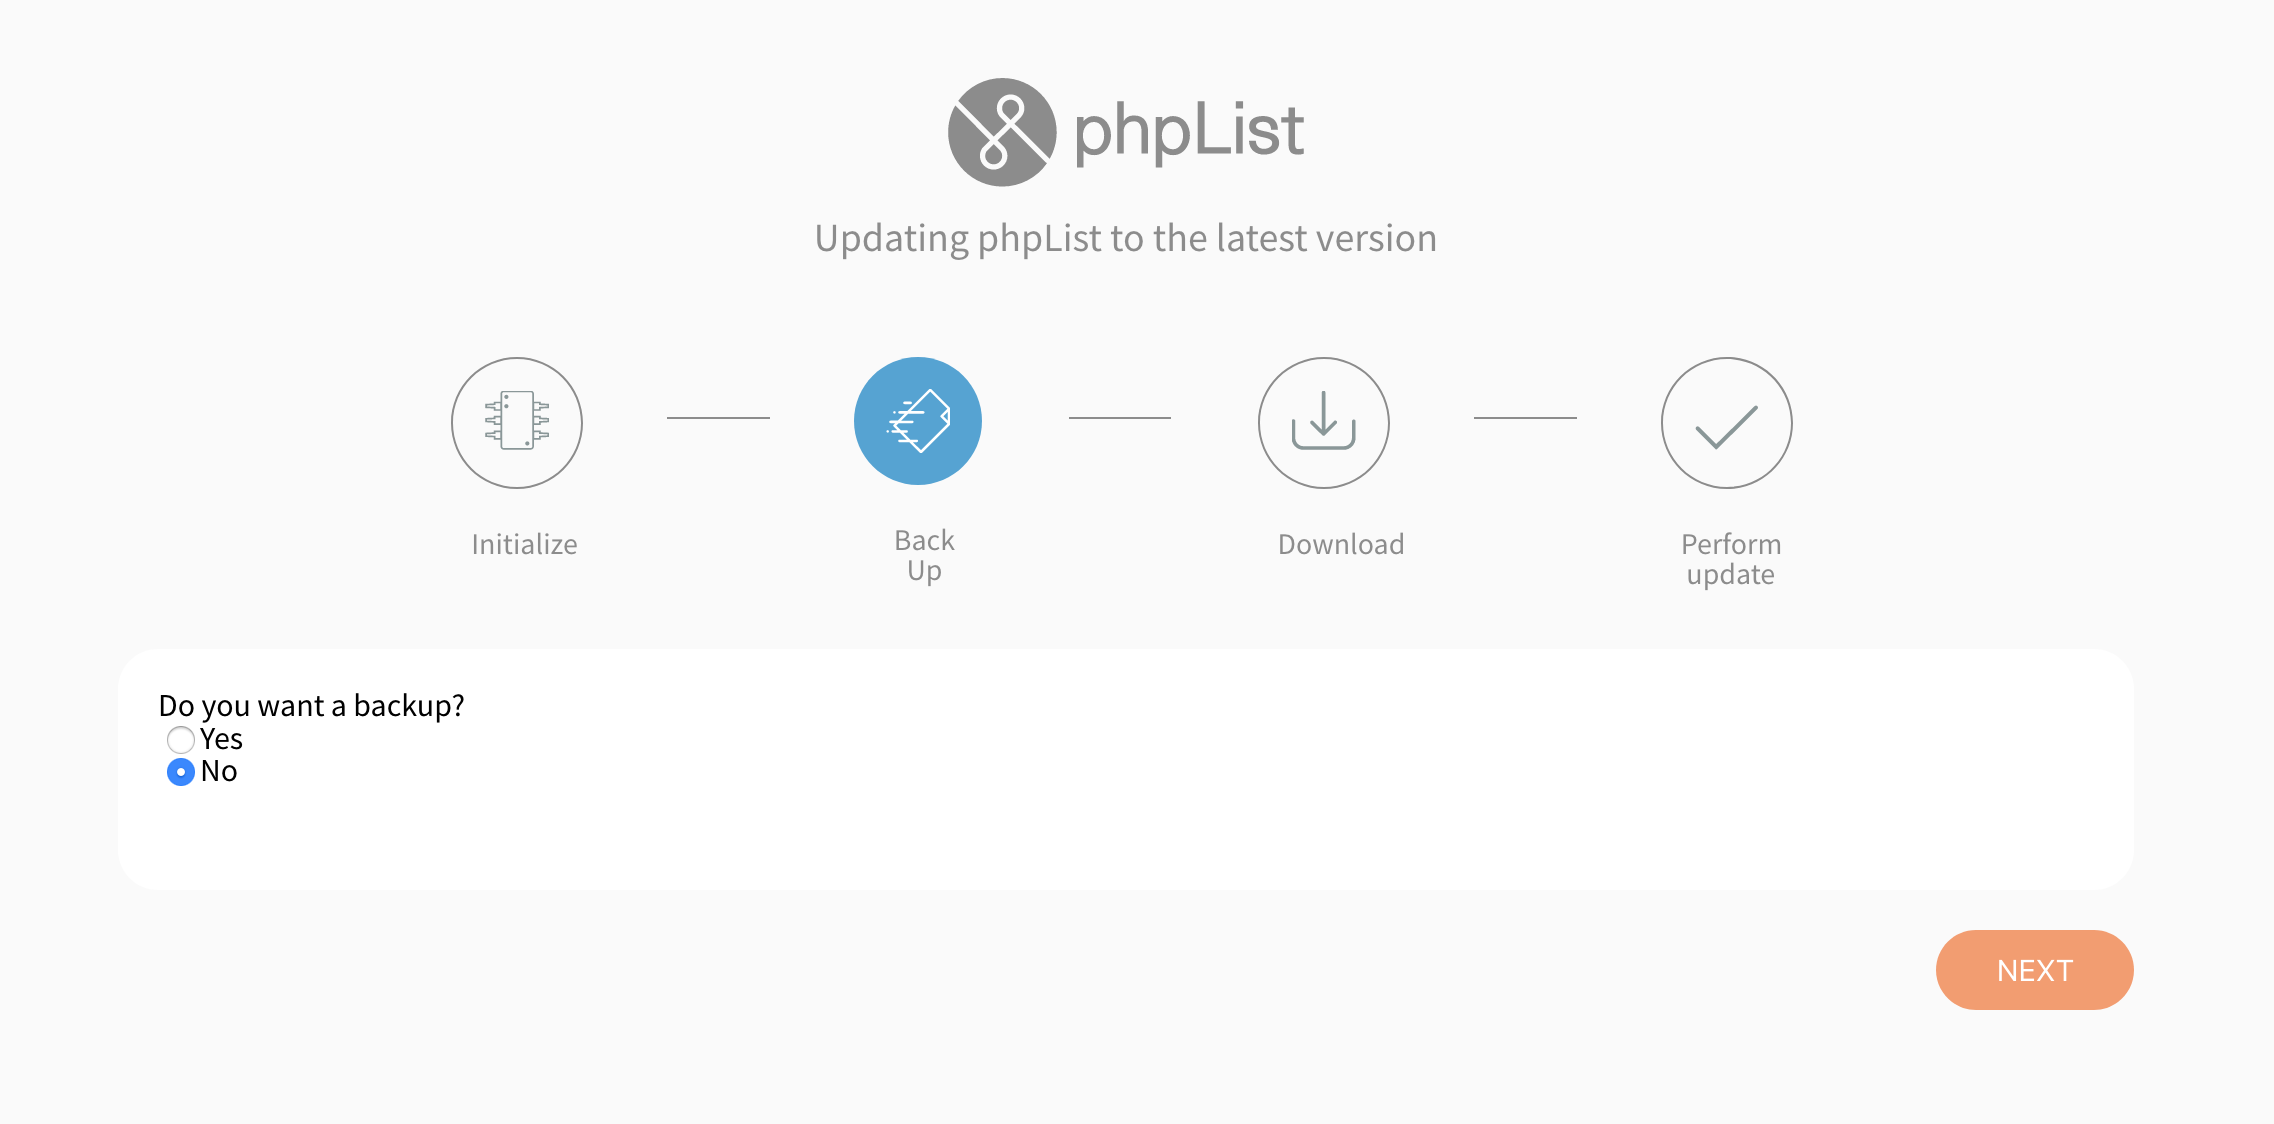 phpList
Updating phpList to the latest version
Initialize
Back
Up
Download
Perform
update
Do you want a backup?
Yes
No
NEXT